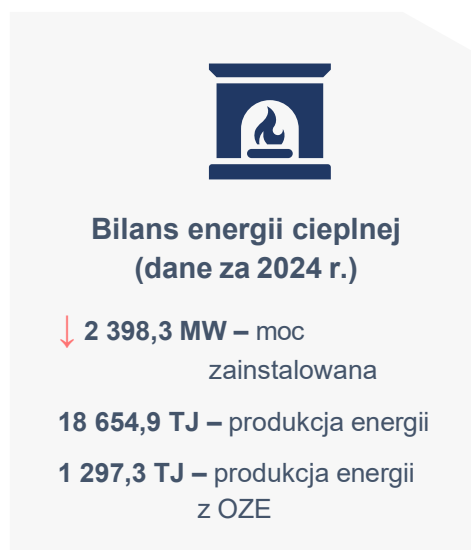 Bilans energii cieplnej
(dane za 2024 r.)
↓ 2 398,3 MW – moc
zainstalowana
18 654,9 TJ – produkcja energii
1 297,3 TJ – produkcja energii
z OZE